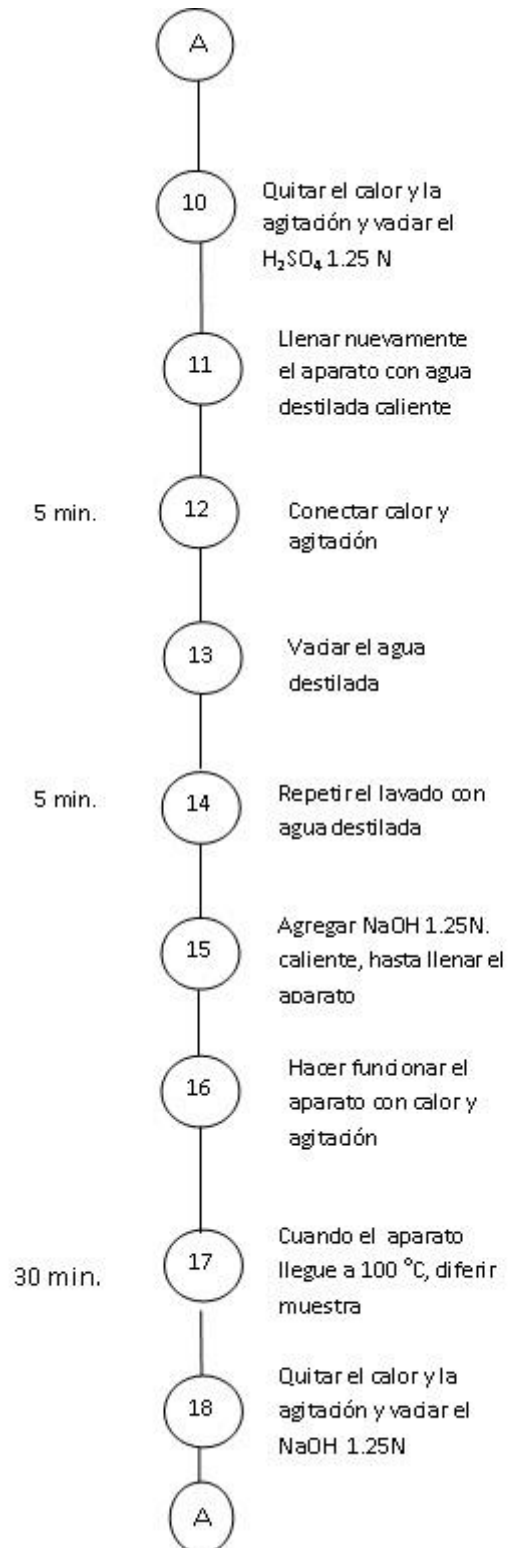 A
10
Quitar el calor y la
agitación y vaciar el
H₂SO₄ 1.25 N
11
Llenar nuevamente
el aparato con agua
destilada caliente
5 min.
12
Conectar calor y
agitación
13
Vaciar el agua
destilada
5 min.
14
Repetir el lavado con
agua destilada
15
Agregar NaOH 1.25N.
caliente, hasta llenar el
aparato
16
Hacer funcionar el
aparato con calor y
agitación
30 min.
17
Cuando el aparato
llegue a 100 °C, diferir
muestra
18
Quitar el calor y la
agitación y vaciar el
NaOH 1.25N
A